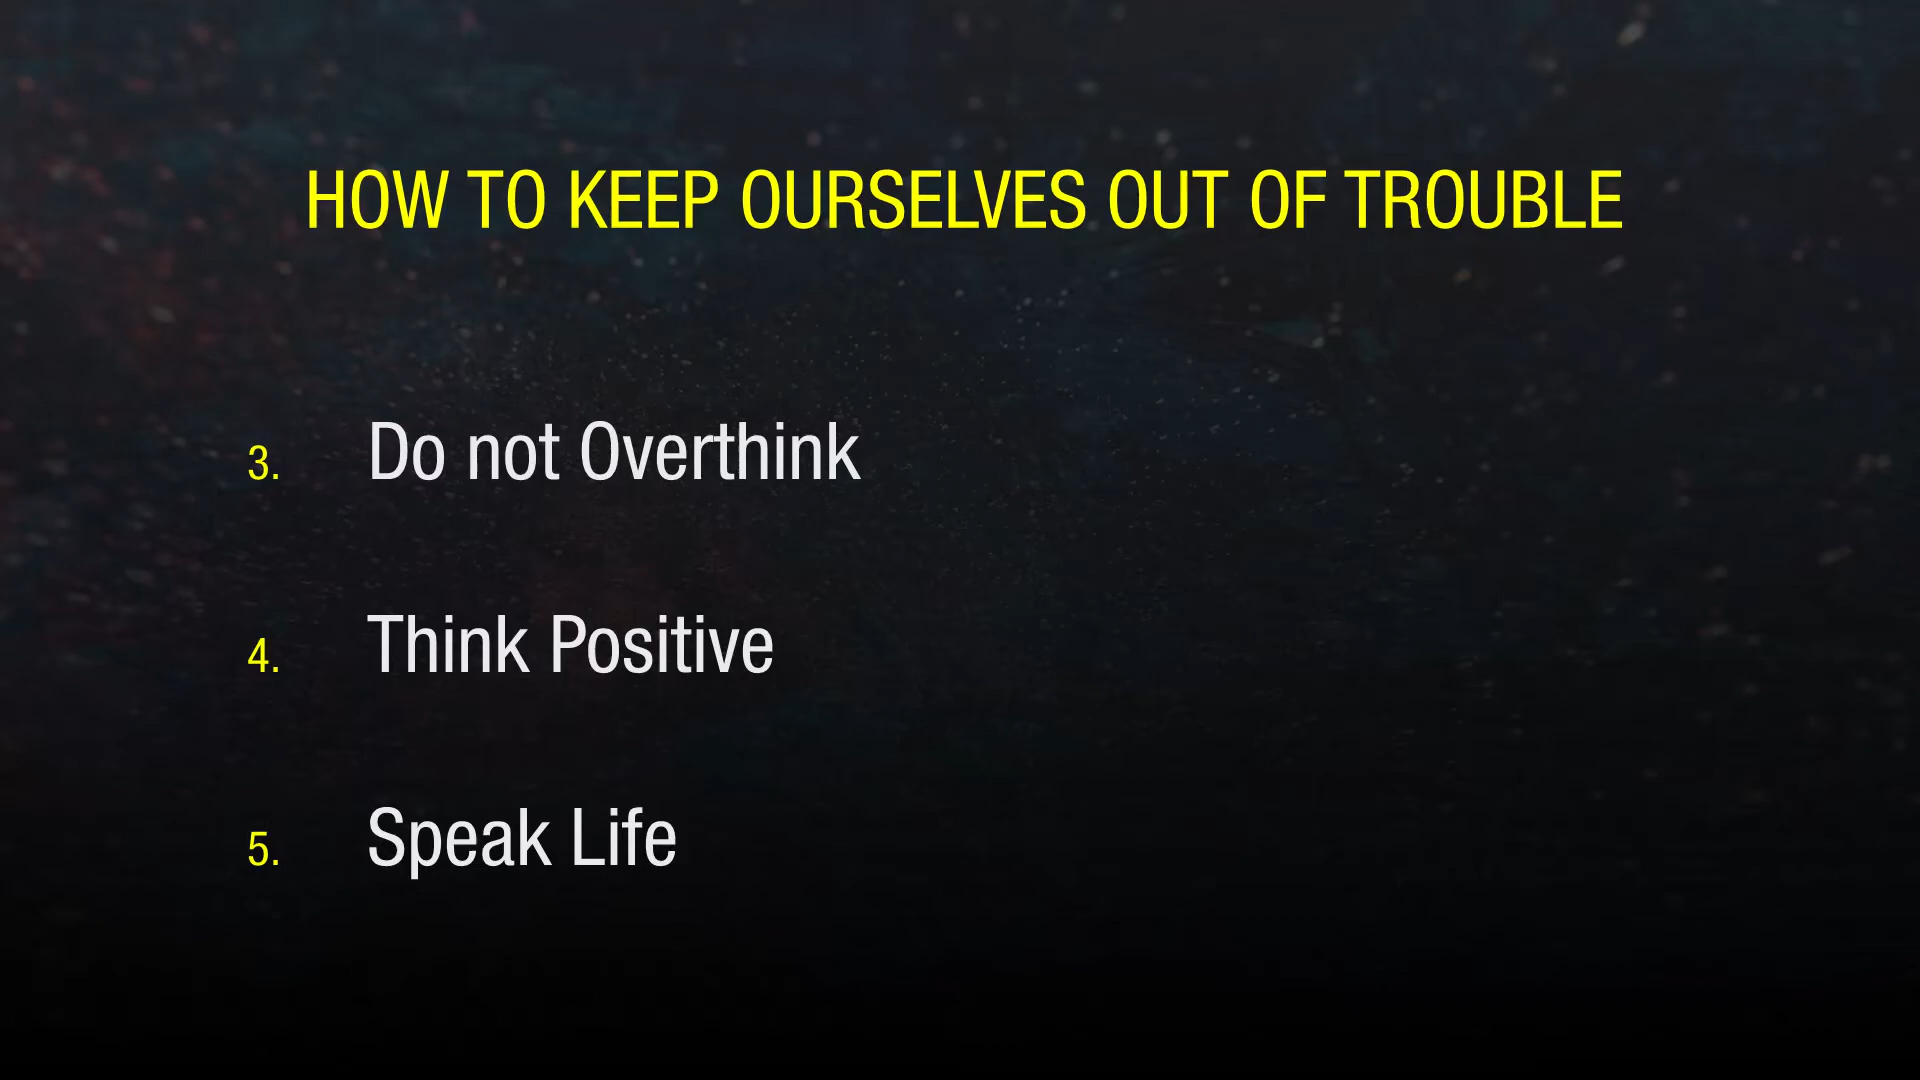 HOW TO KEEP OURSELVES OUT OF TROUBLE
3. Do not Overthink
4. Think Positive
5. Speak Life